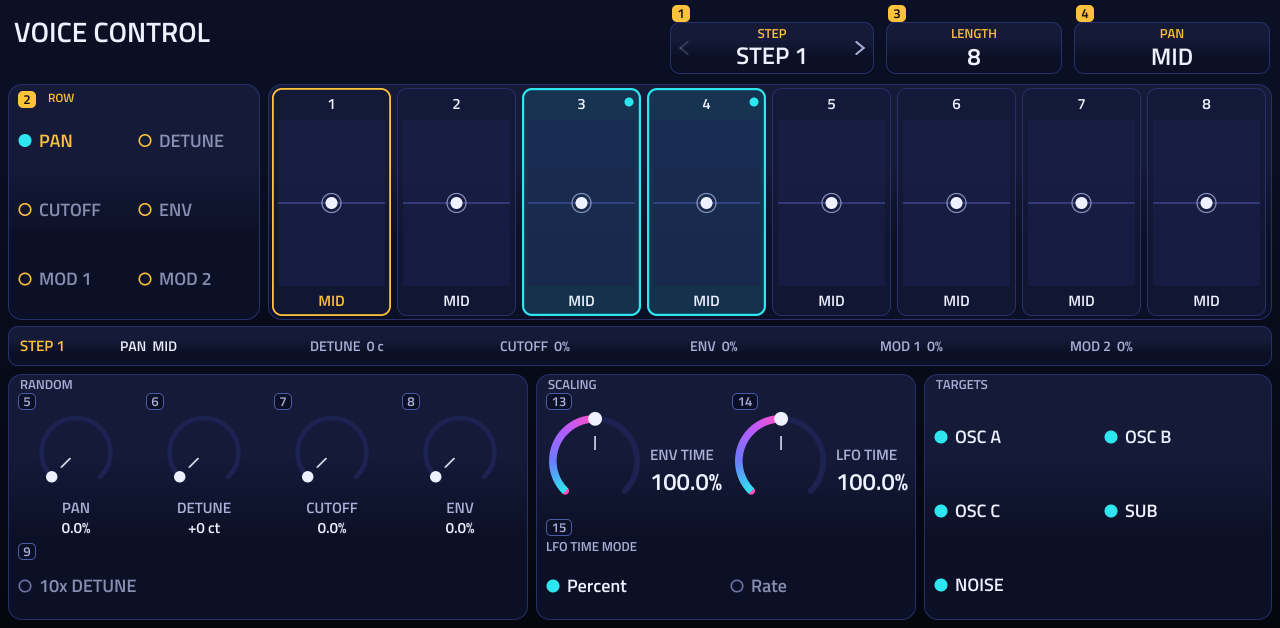 VOICE CONTROL
1
STEP
STEP 1
3
LENGTH
8
4
PAN
MID
2 ROW
PAN DETUNE
CUTOFF ENV
MOD 1 MOD 2
1 2 3 4 5 6 7 8
MID MID MID MID MID MID MID MID
STEP 1 PAN MID DETUNE 0 c CUTOFF 0% ENV 0% MOD 1 0% MOD 2 0%
RANDOM
5 6 7 8
PAN DETUNE CUTOFF ENV
0.0% +0 ct 0.0% 0.0%
9
10x DETUNE
SCALING
13 14
ENV TIME LFO TIME
100.0% 100.0%
15
LFO TIME MODE
Percent Rate
TARGETS
OSC A OSC B
OSC C SUB
NOISE